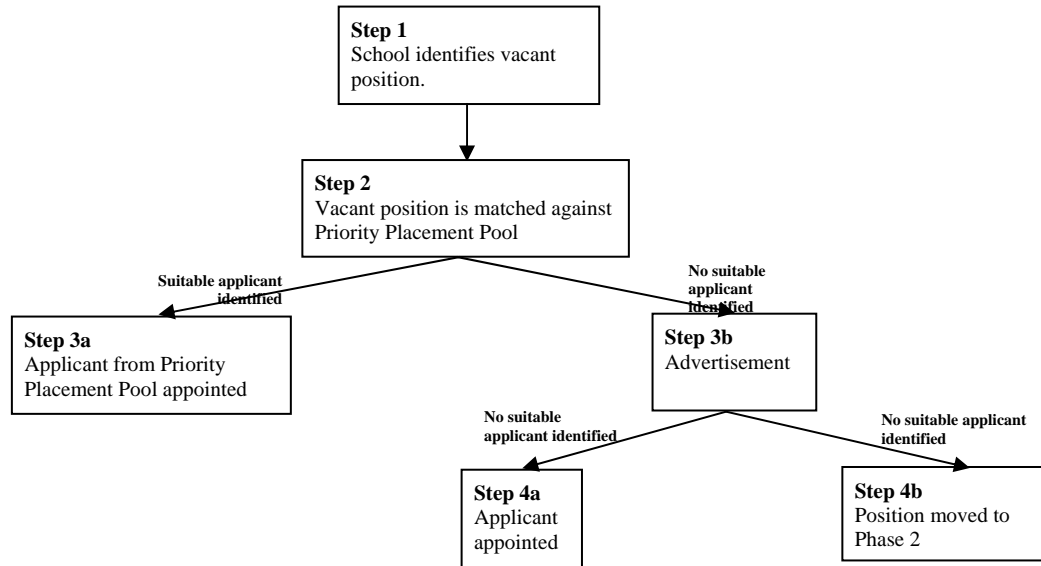 Step 1
School identifies vacant
position.
Step 2
Vacant position is matched against
Priority Placement Pool
Suitable applicant
identified
No suitable
applicant
identified
Step 3a
Applicant from Priority
Placement Pool appointed
Step 3b
Advertisement
No suitable
applicant identified
No suitable applicant
identified
Step 4a
Applicant
appointed
Step 4b
Position moved to
Phase 2